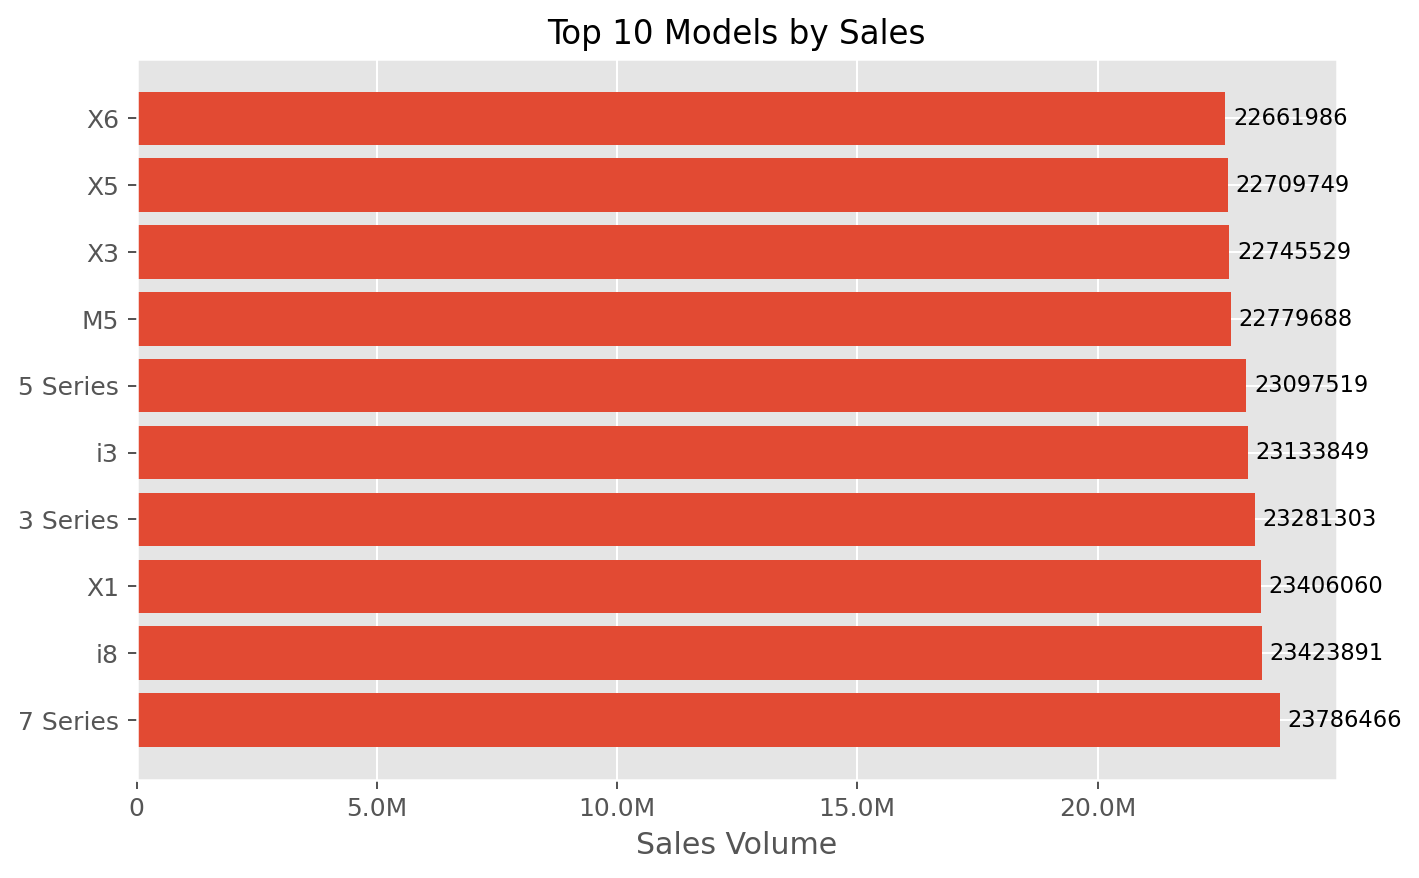 Top 10 Models by Sales
X6 22661986
X5 22709749
X3 22745529
M5 22779688
5 Series 23097519
i3 23133849
3 Series 23281303
X1 23406060
i8 23423891
7 Series 23786466
0 5.0M 10.0M 15.0M 20.0M
Sales Volume